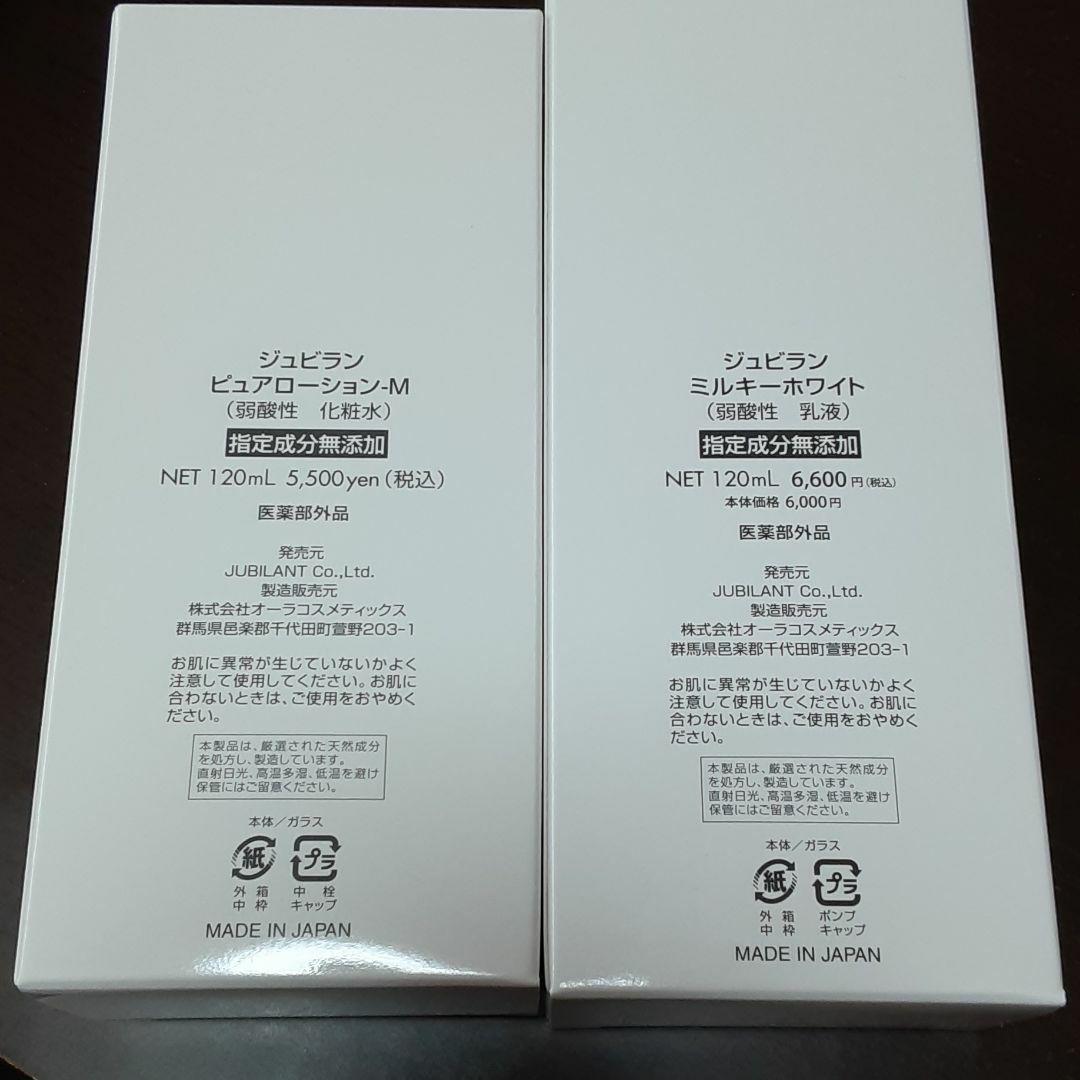 ジュビラン
ピュアローション-M
(弱酸性 化粧水)
指定成分無添加
NET 120mL 5,500yen(税込)
医薬部外品
発売元
JUBILANT Co.,Ltd.
製造販売元
株式会社オーラコスメティックス
群馬県邑楽郡千代田町萱野203-1
お肌に異常が生じていないかよく
注意して使用してください。お肌に
合わないときは、ご使用をおやめく
ださい。
本製品は、厳選された天然成分
を処方し、製造しています。
直射日光、高温多湿、低温を避け
保管にはご留意ください。
本体/ガラス
紙 プラ
外箱 中栓
中枠 キャップ
MADE IN JAPAN
ジュビラン
ミルキーホワイト
(弱酸性 乳液)
指定成分無添加
NET 120mL 6,600円(税込)
本体価格 6,000円
医薬部外品
発売元
JUBILANT Co.,Ltd.
製造販売元
株式会社オーラコスメティックス
群馬県邑楽郡千代田町萱野203-1
お肌に異常が生じていないかよく
注意して使用してください。お肌に
合わないときは、ご使用をおやめく
ださい。
本製品は、厳選された天然成分
を処方し、製造しています。
直射日光、高温多湿、低温を避け
保管にはご留意ください。
本体/ガラス
紙 プラ
外箱 ポンプ
中枠 キャップ
MADE IN JAPAN